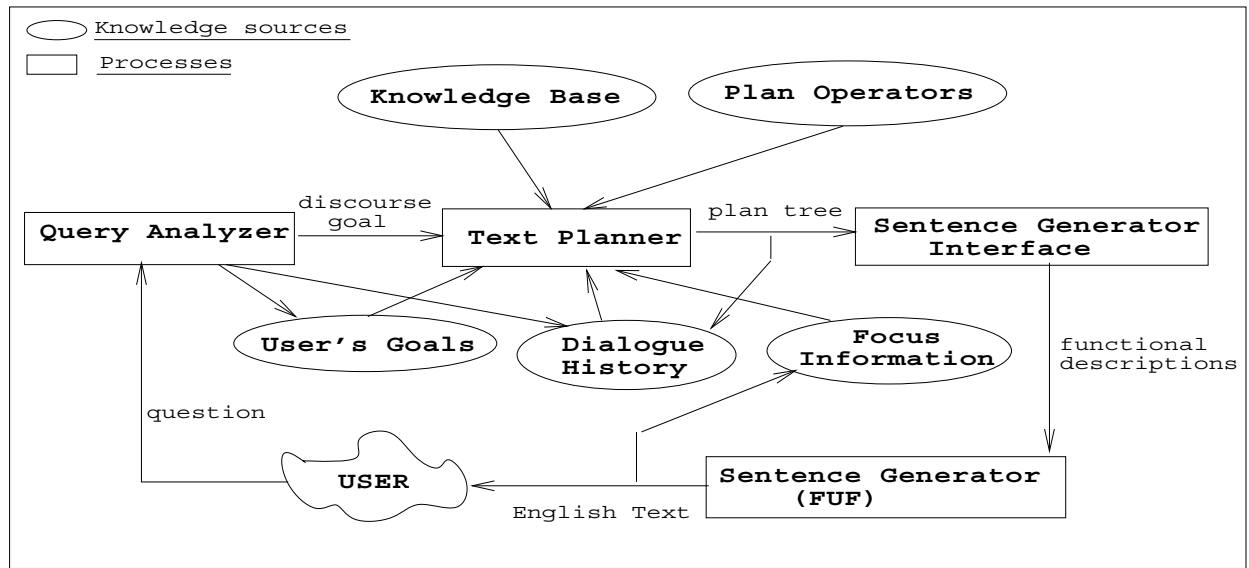 Knowledge sources
Processes
Knowledge Base
Plan Operators
discourse
goal
plan tree
Query Analyzer
Text Planner
Sentence Generator
Interface
User's Goals
Dialogue
History
Focus
Information
functional
descriptions
question
USER
Sentence Generator
(FUF)
English Text